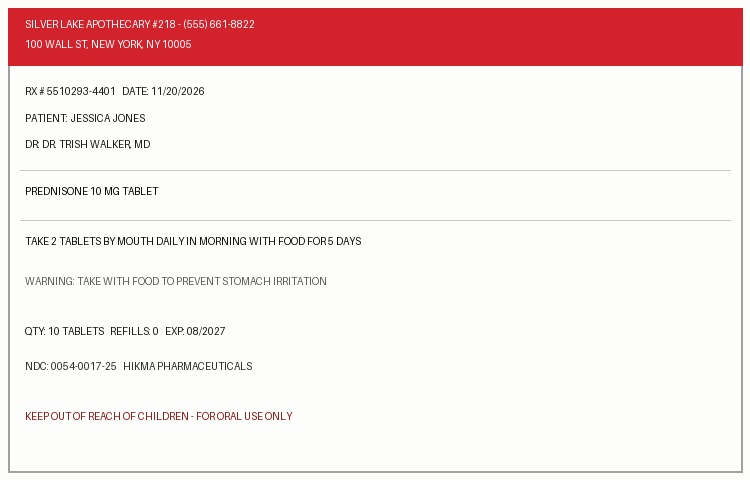 SILVER LAKE APOTHECARY #218 - (555) 661-8822
100 WALL ST, NEW YORK, NY 10005
RX # 5510293-4401 DATE: 11/20/2026
PATIENT: JESSICA JONES
DR: DR. TRISH WALKER, MD
PREDNISONE 10 MG TABLET
TAKE 2 TABLETS BY MOUTH DAILY IN MORNING WITH FOOD FOR 5 DAYS
WARNING: TAKE WITH FOOD TO PREVENT STOMACH IRRITATION
QTY: 10 TABLETS REFILLS: 0 EXP: 08/2027
NDC: 0054-0017-25 HIKMA PHARMACEUTICALS
KEEP OUT OF REACH OF CHILDREN - FOR ORAL USE ONLY